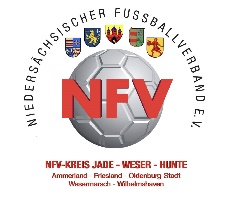 NIEDERSÄCHSISCHER FUSSBALLVERBAND E.V.
NFV
NFV-KREIS JADE - WESER - HUNTE
Ammerland Friesland Oldenburg Stadt
Wesermarsch - Wilhelmshaven